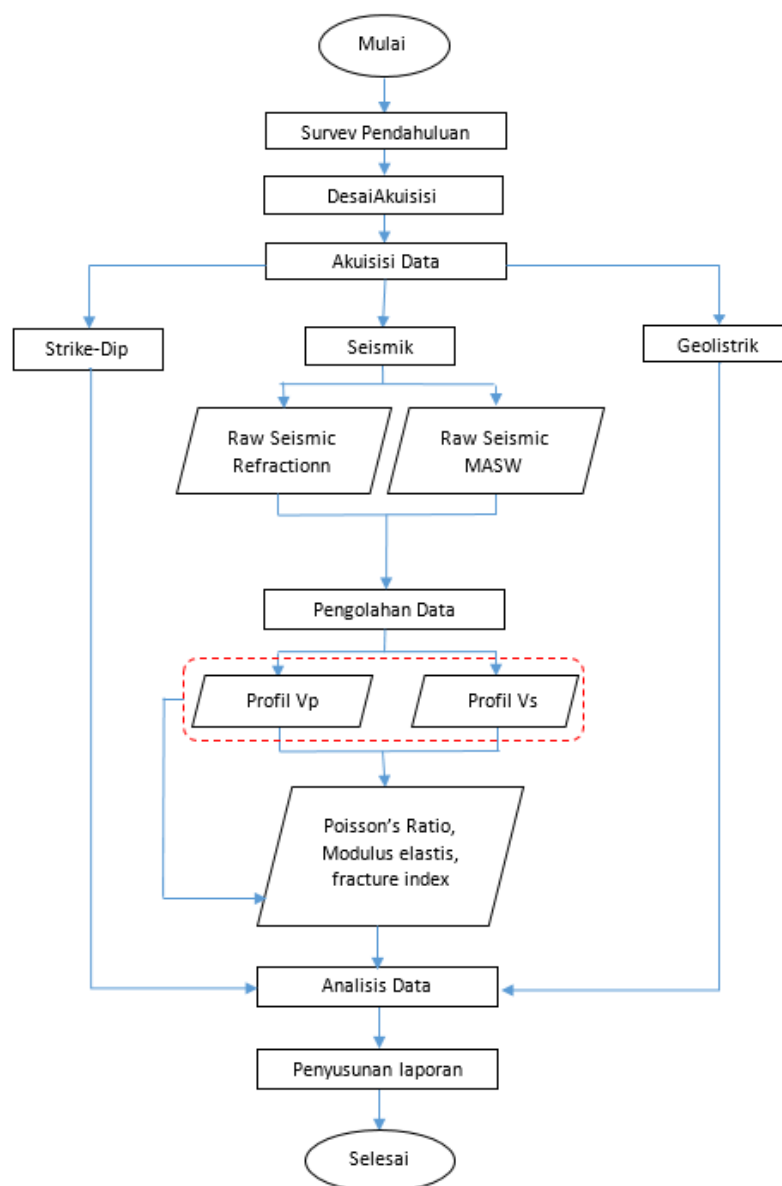 Mulai
Survev Pendahuluan
DesaiAkuisisi
Akuisisi Data
Strike-Dip
Seismik
Geolistrik
Raw Seismic
Refractionn
Raw Seismic
MASW
Pengolahan Data
Profil Vp
Profil Vs
Poisson’s Ratio,
Modulus elastis,
fracture index
Analisis Data
Penyusunan laporan
Selesai